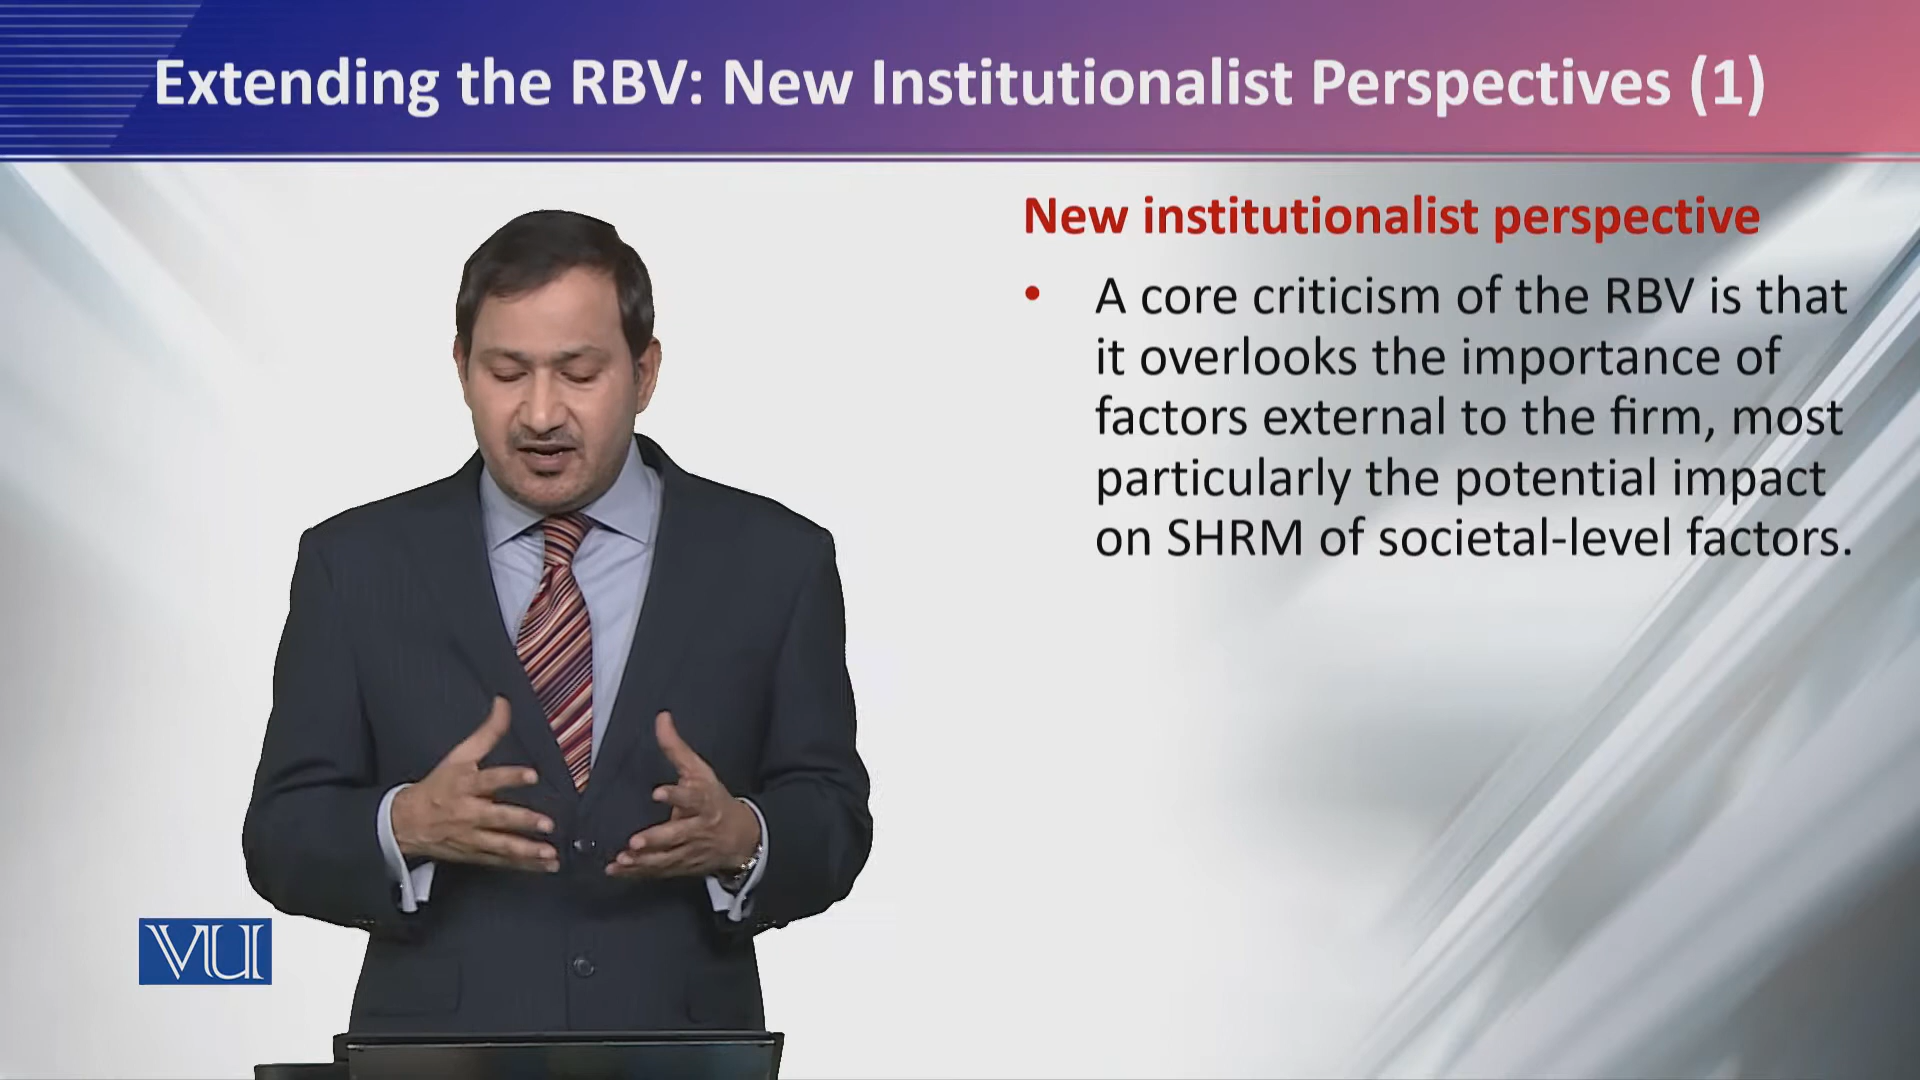 Extending the RBV: New Institutionalist Perspectives (1)
New institutionalist perspective
• A core criticism of the RBV is that
it overlooks the importance of
factors external to the firm, most
particularly the potential impact
on SHRM of societal-level factors.
VU